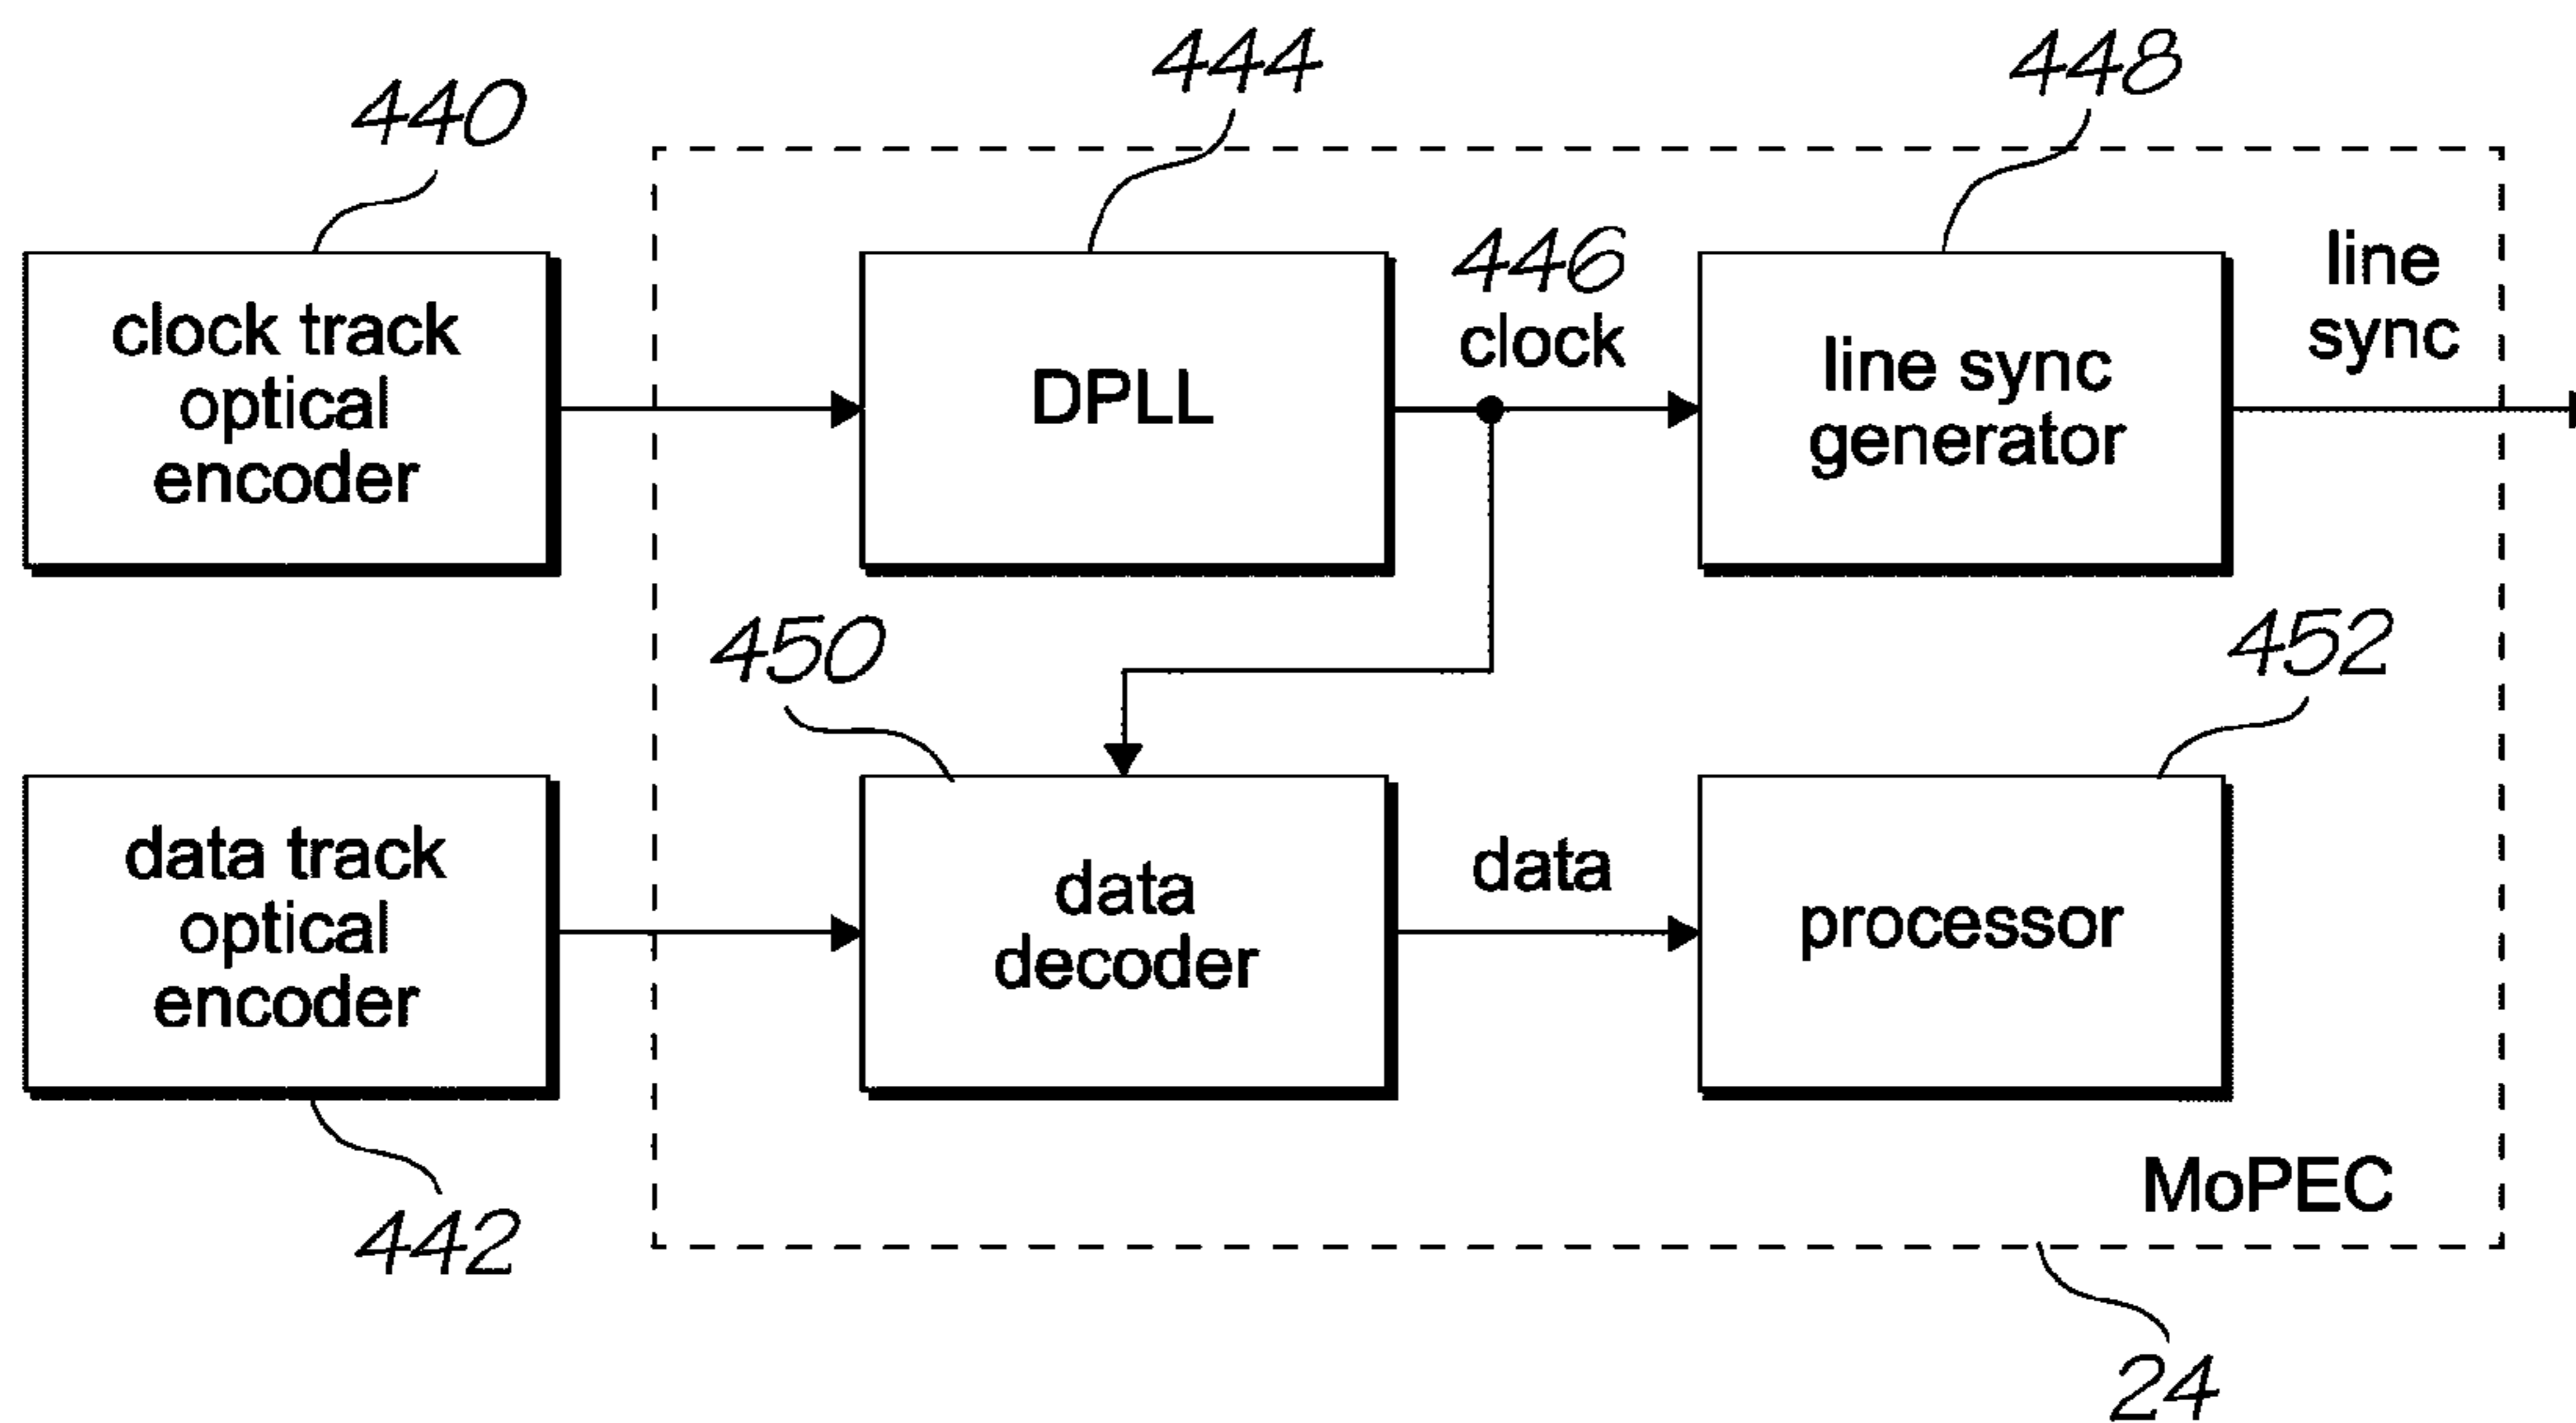 440
444
448
clock track
optical
encoder
DPLL
446
clock
line sync
generator
line
sync
450
452
data track
optical
encoder
data
decoder
data
processor
MoPEC
442
24